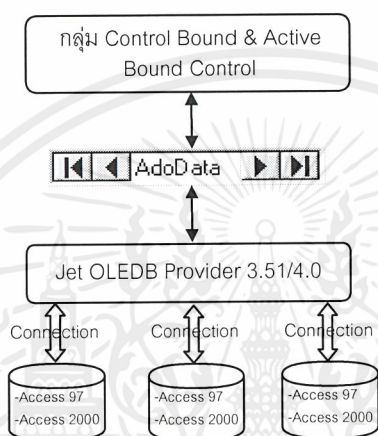 กลุ่ม Control Bound & Active
Bound Control
AdoData
Jet OLEDB Provider 3.51/4.0
Connection Connection Connection
-Access 97 -Access 97 -Access 97
-Access 2000 -Access 2000 -Access 2000